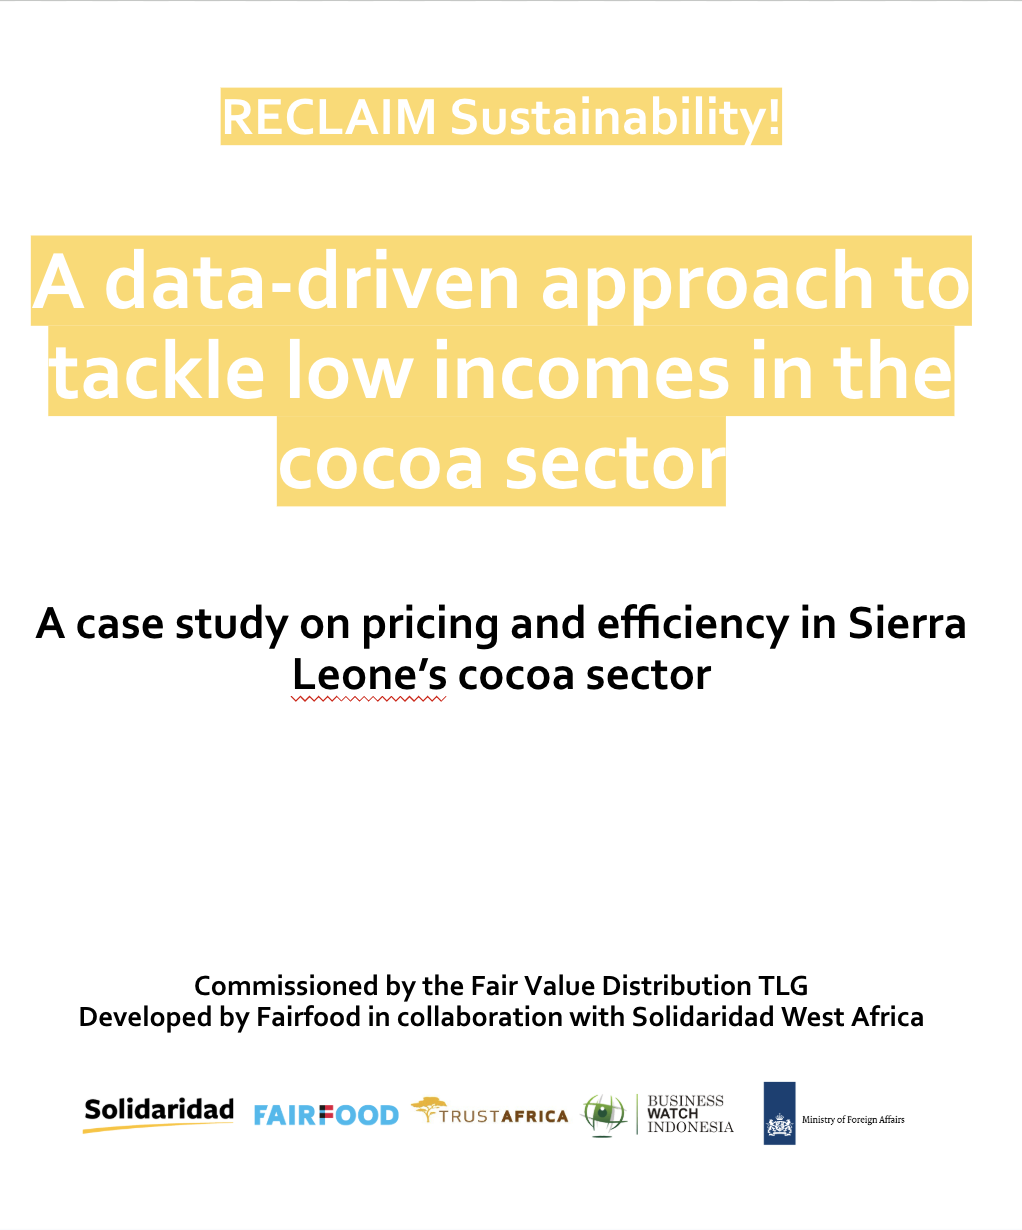 RECLAIM Sustainability!
A data-driven approach to
tackle low incomes in the
cocoa sector
A case study on pricing and efficiency in Sierra
Leone’s cocoa sector
Commissioned by the Fair Value Distribution TLG
Developed by Fairfood in collaboration with Solidaridad West Africa
Solidaridad
FAIRFOOD
TRUSTAFRICA
BUSINESS
WATCH
INDONESIA
Ministry of Foreign Affairs